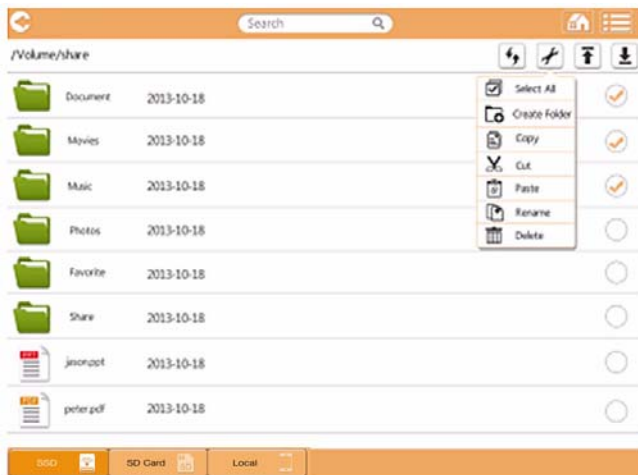 Search
/Volume/share
Document 2013-10-18
Movies 2013-10-18
Music 2013-10-18
Photos 2013-10-18
Favorite 2013-10-18
Share 2013-10-18
PPT jason.ppt 2013-10-18
PDF peter.pdf 2013-10-18
Select All
Create Folder
Copy
Cut
Paste
Rename
Delete
SSD SD Card Local